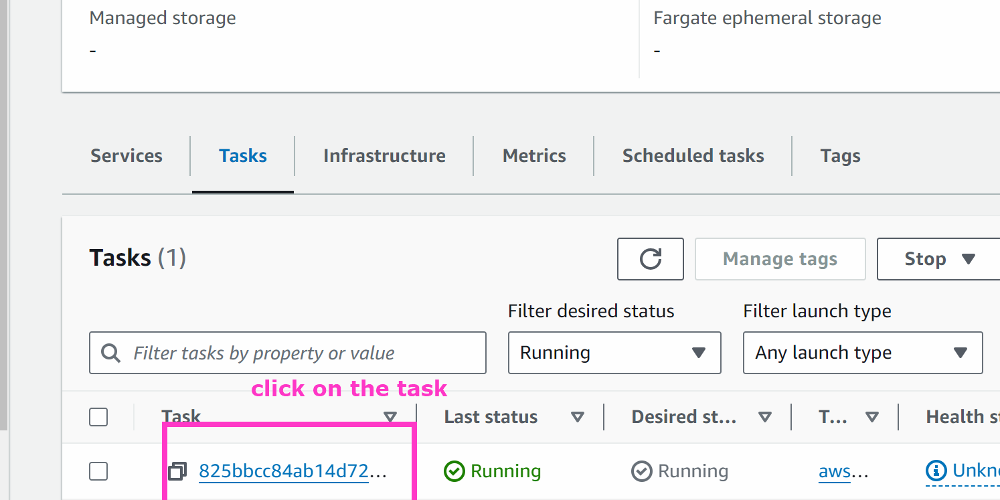 Managed storage
Fargate ephemeral storage
-
-
Services Tasks Infrastructure Metrics Scheduled tasks Tags
Tasks (1)
Manage tags
Stop
Filter desired status
Filter launch type
Filter tasks by property or value
Running
Any launch type
click on the task
Task Last status Desired st... T... Health st
825bbcc84ab14d72... Running Running aws... Unkn